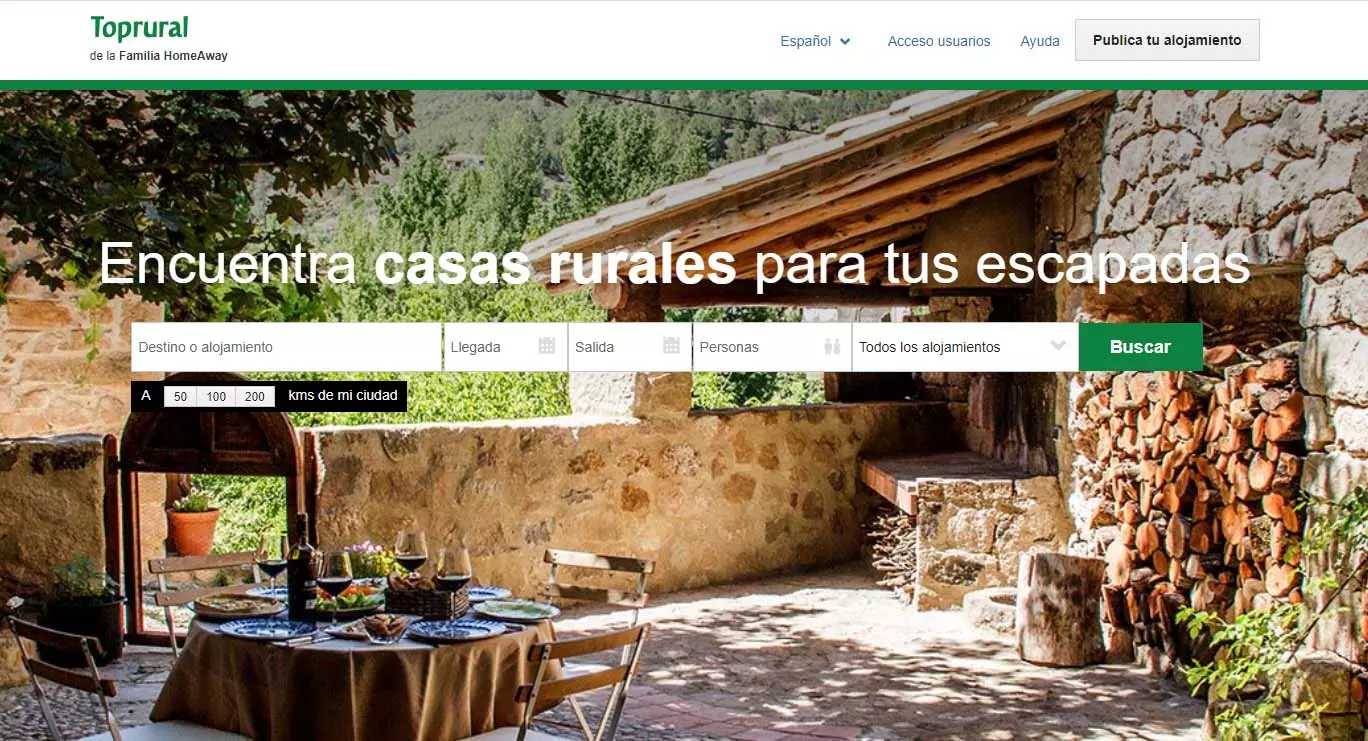 Toprural
de la Familia HomeAway
Español
Acceso usuarios
Ayuda
Publica tu alojamiento
Encuentra casas rurales para tus escapadas
Destino o alojamiento
Llegada
Salida
Personas
Todos los alojamientos
Buscar
A 50 100 200 kms de mi ciudad